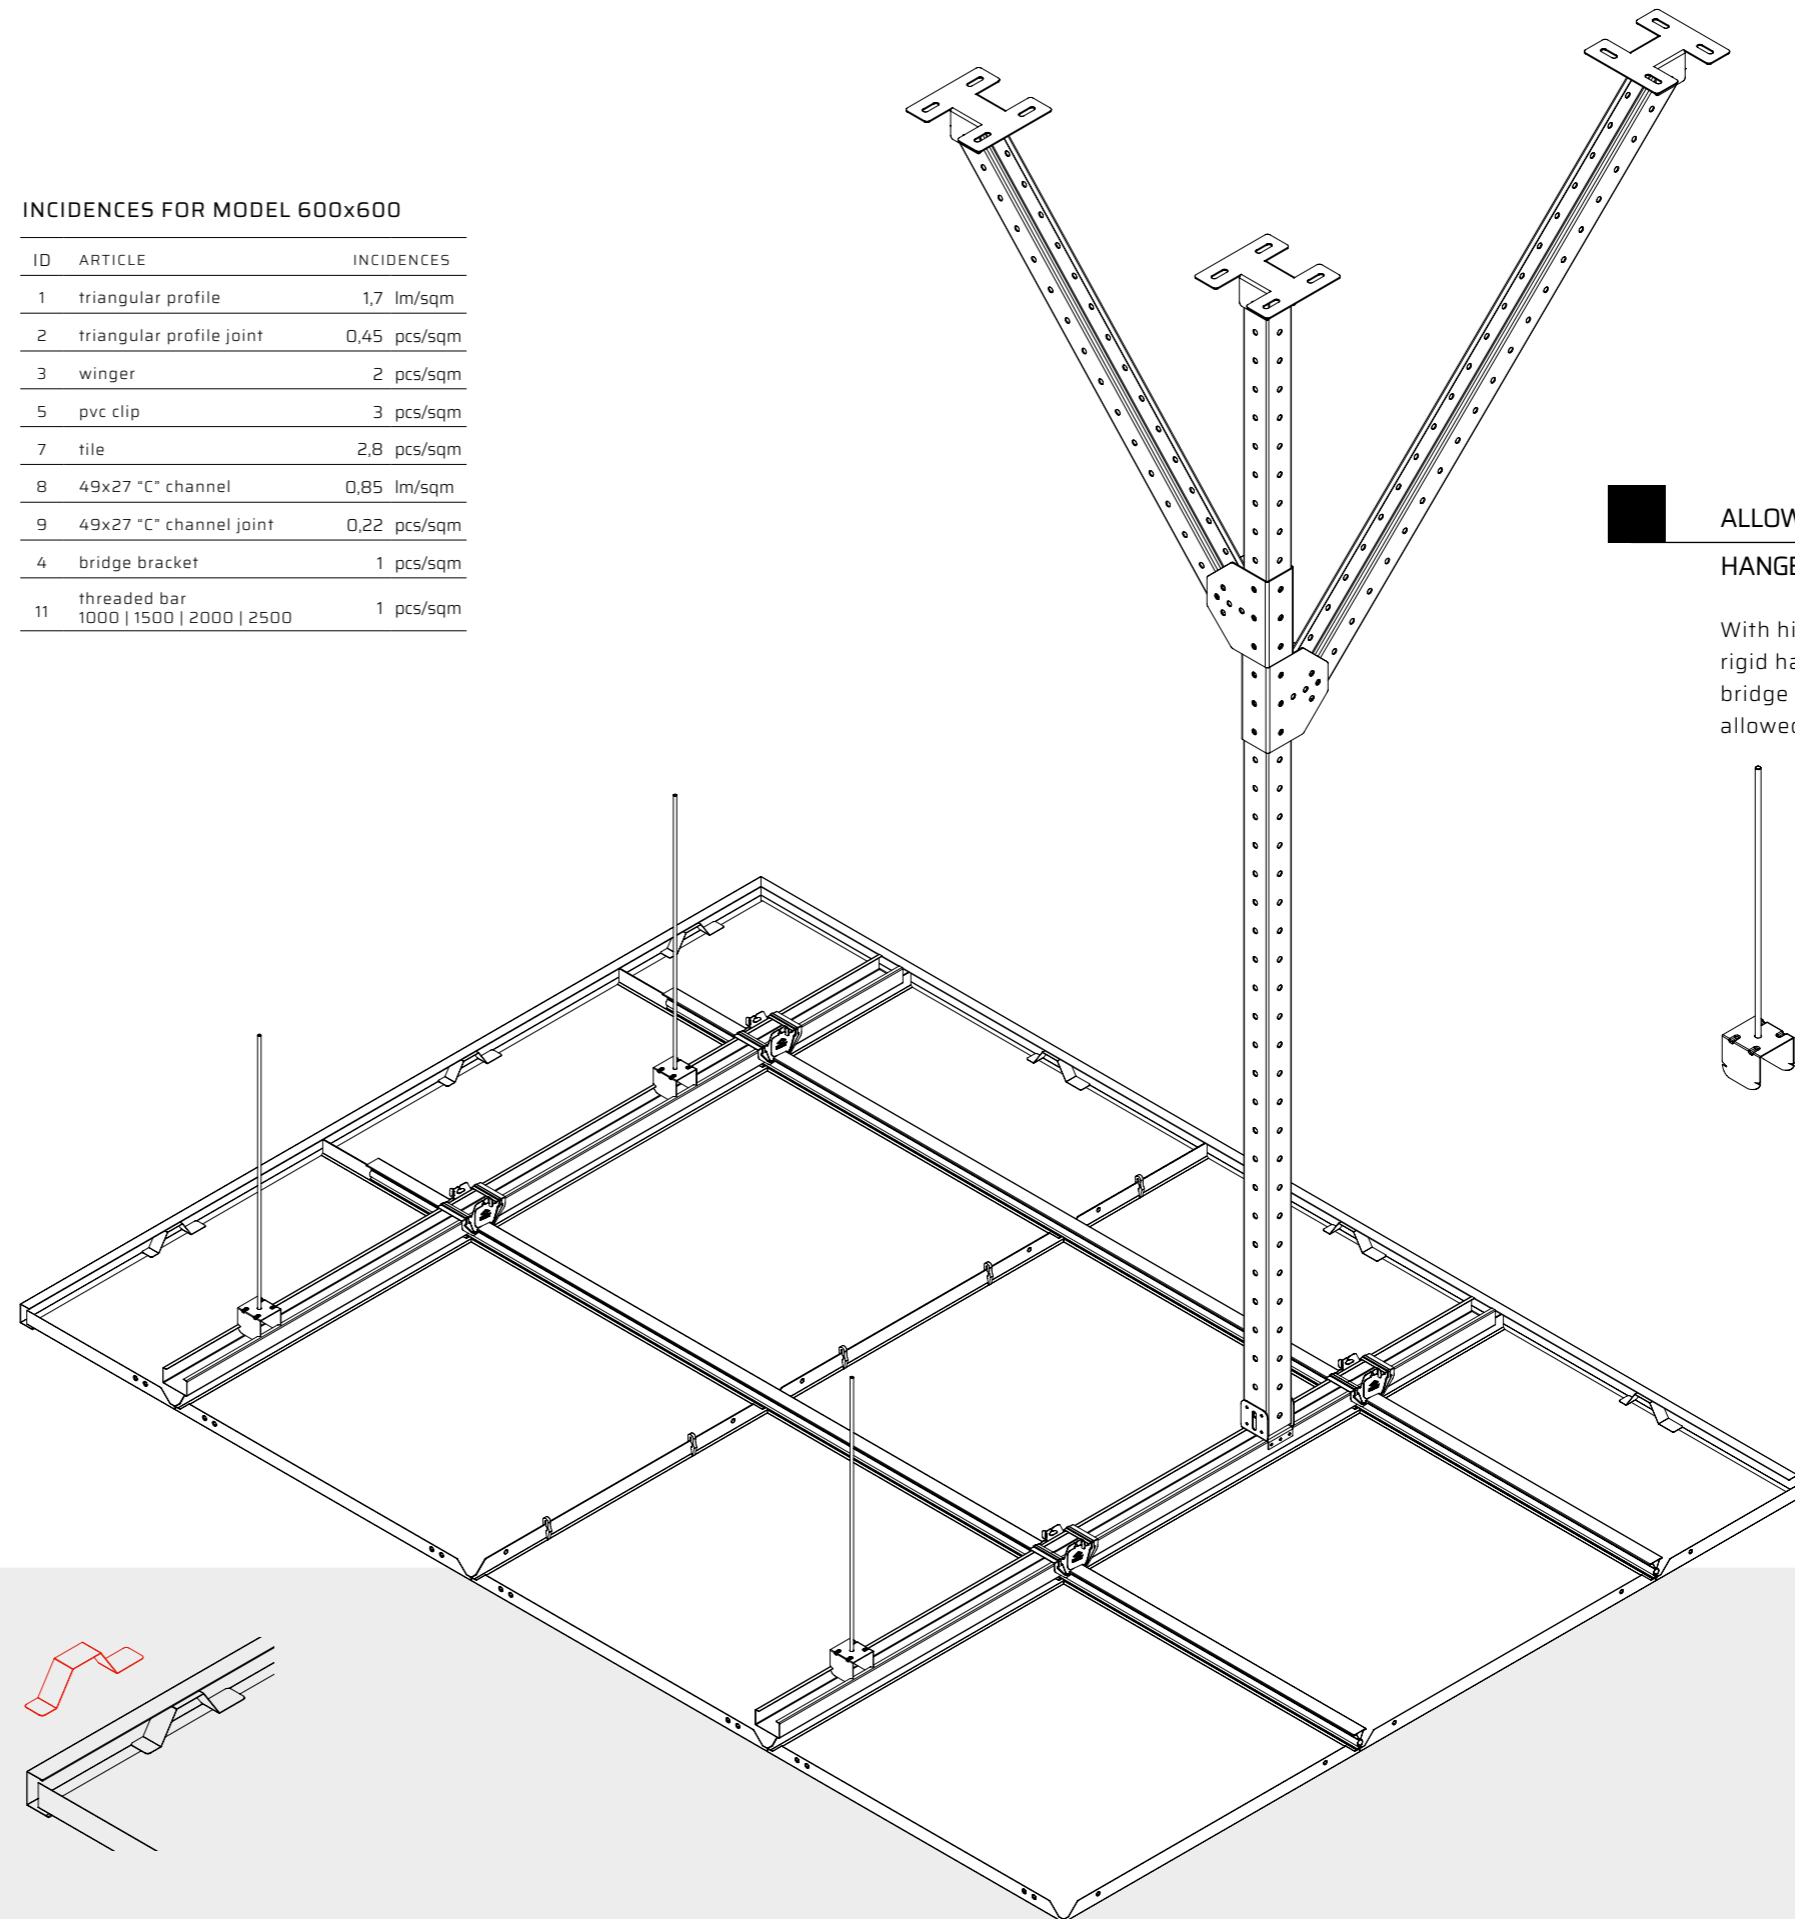 INCIDENCES FOR MODEL 600x600
ID ARTICLE INCIDENCES
1 triangular profile 1,7 lm/sqm
2 triangular profile joint 0,45 pcs/sqm
3 winger 2 pcs/sqm
5 pvc clip 3 pcs/sqm
7 tile 2,8 pcs/sqm
8 49x27 "C" channel 0,85 lm/sqm
9 49x27 "C" channel joint 0,22 pcs/sqm
4 bridge bracket 1 pcs/sqm
11 threaded bar 1 pcs/sqm
1000 | 1500 | 2000 | 2500
With
rigid
bridge